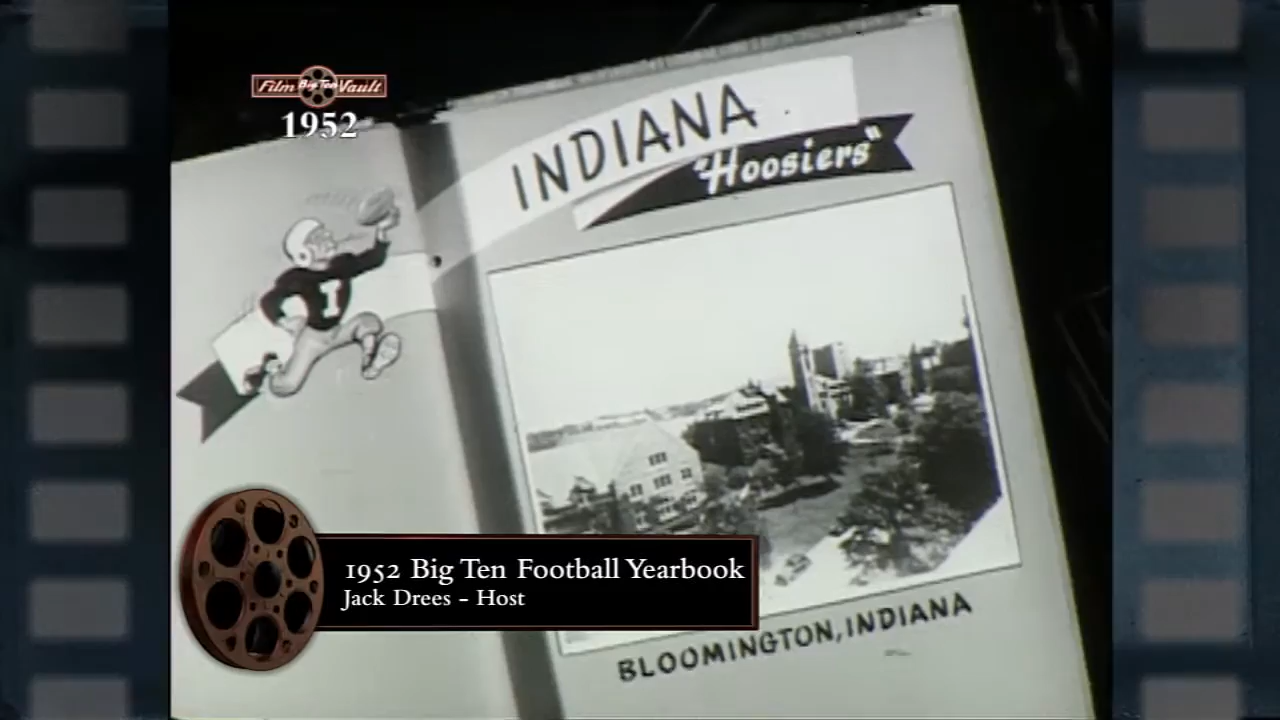 Film Big Ten Vault
1952
INDIANA
"Hoosiers"
I
1952 Big Ten Football Yearbook
Jack Drees - Host
BLOOMINGTON, INDIANA